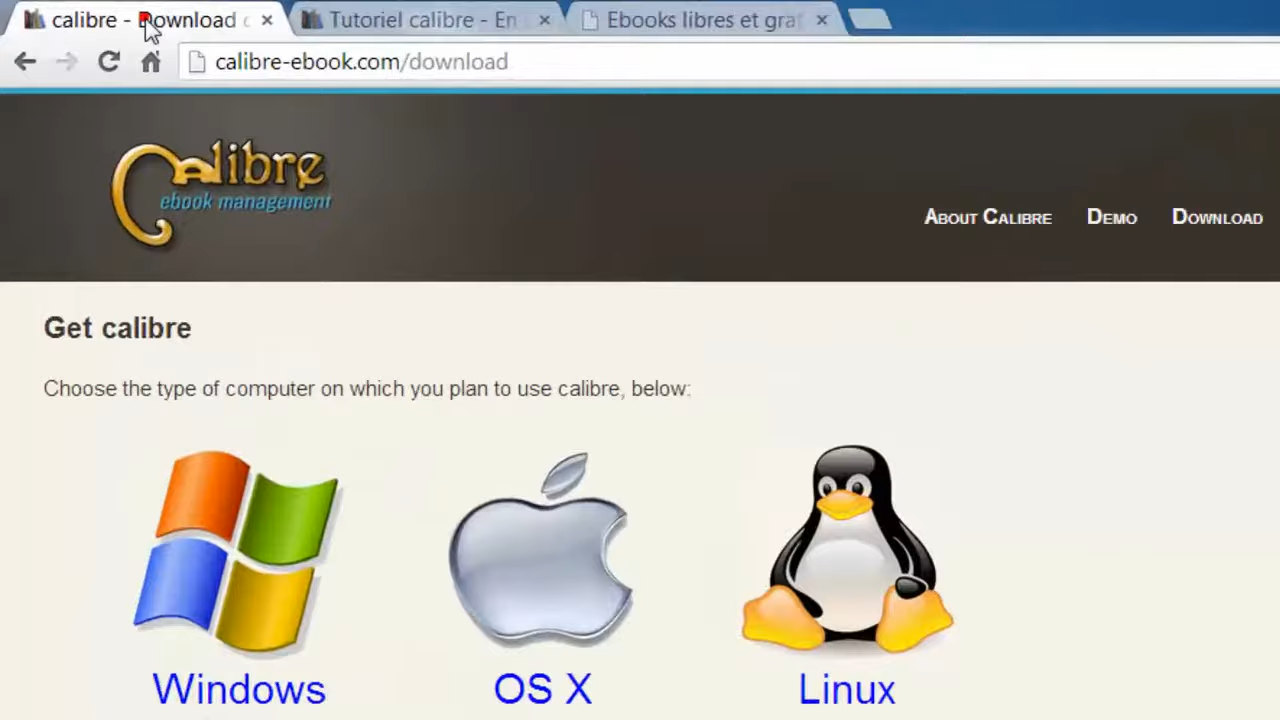 calibre - Download
Tutoriel calibre - En
Ebooks libres et gra
calibre-ebook.com/download
Calibre
ebook management
About Calibre
Demo
Download
Get calibre
Choose the type of computer on which you plan to use calibre, below:
Windows
OS X
Linux